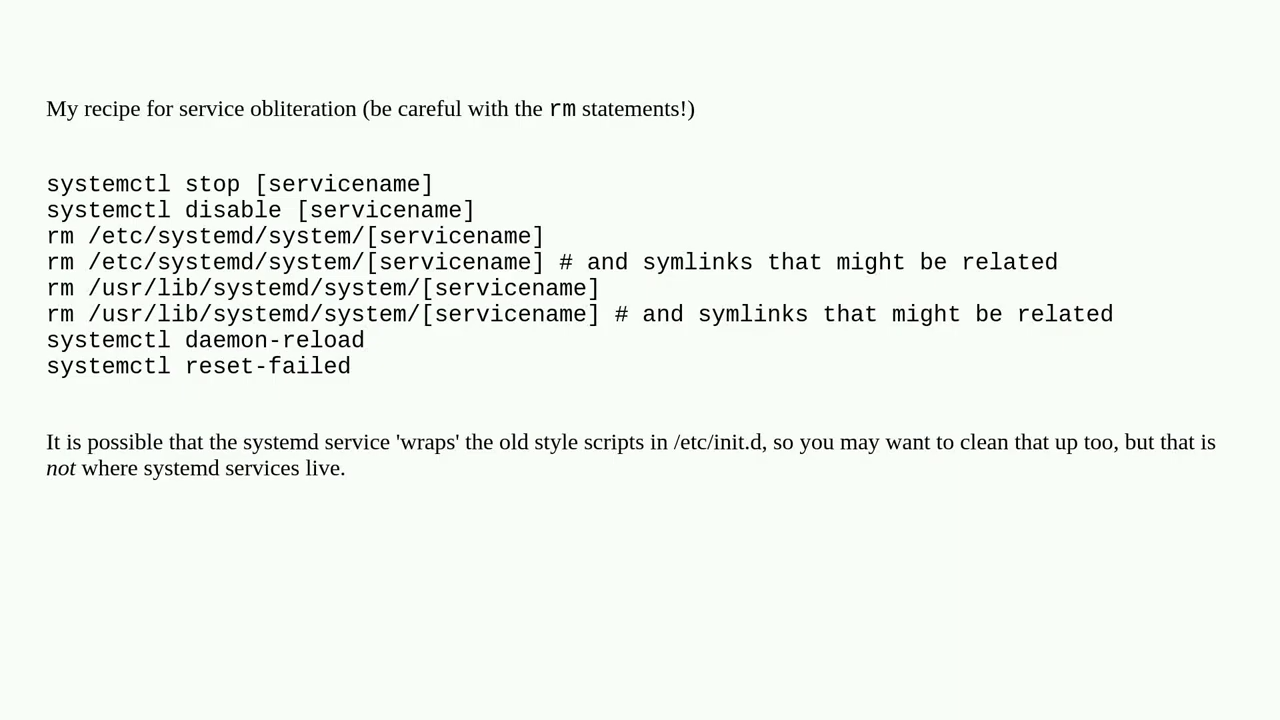 My recipe for service obliteration (be careful with the rm statements!)
systemctl stop [servicename]
systemctl disable [servicename]
rm /etc/systemd/system/[servicename]
rm /etc/systemd/system/[servicename] # and symlinks that might be related
rm /usr/lib/systemd/system/[servicename]
rm /usr/lib/systemd/system/[servicename] # and symlinks that might be related
systemctl daemon-reload
systemctl reset-failed
It is possible that the systemd service 'wraps' the old style scripts in /etc/init.d, so you may want to clean that up too, but that is
not where systemd services live.